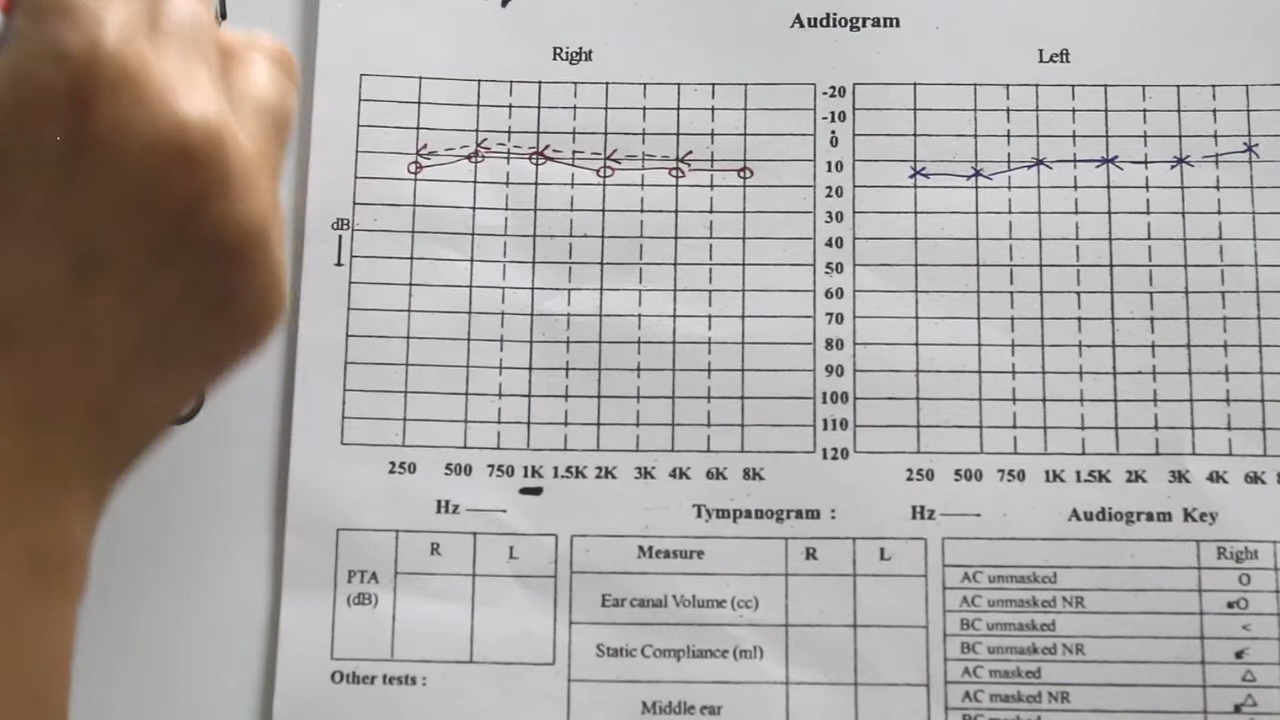 Audiogram
Right
Left
-20
-10
0
10
20
30
40
50
60
70
80
90
100
110
120
dB
250 500 750 1K 1.5K 2K 3K 4K 6K 8K
250 500 750 1K 1.5K 2K 3K 4K 6K
Hz
Tympanogram :
Hz
Audiogram Key
R L
PTA
(dB)
Other tests :
Measure R L
Ear canal Volume (cc)
Static Compliance (ml)
Middle ear
Right
AC unmasked O
AC unmasked NR
BC unmasked <
BC unmasked NR
AC masked △
AC masked NR